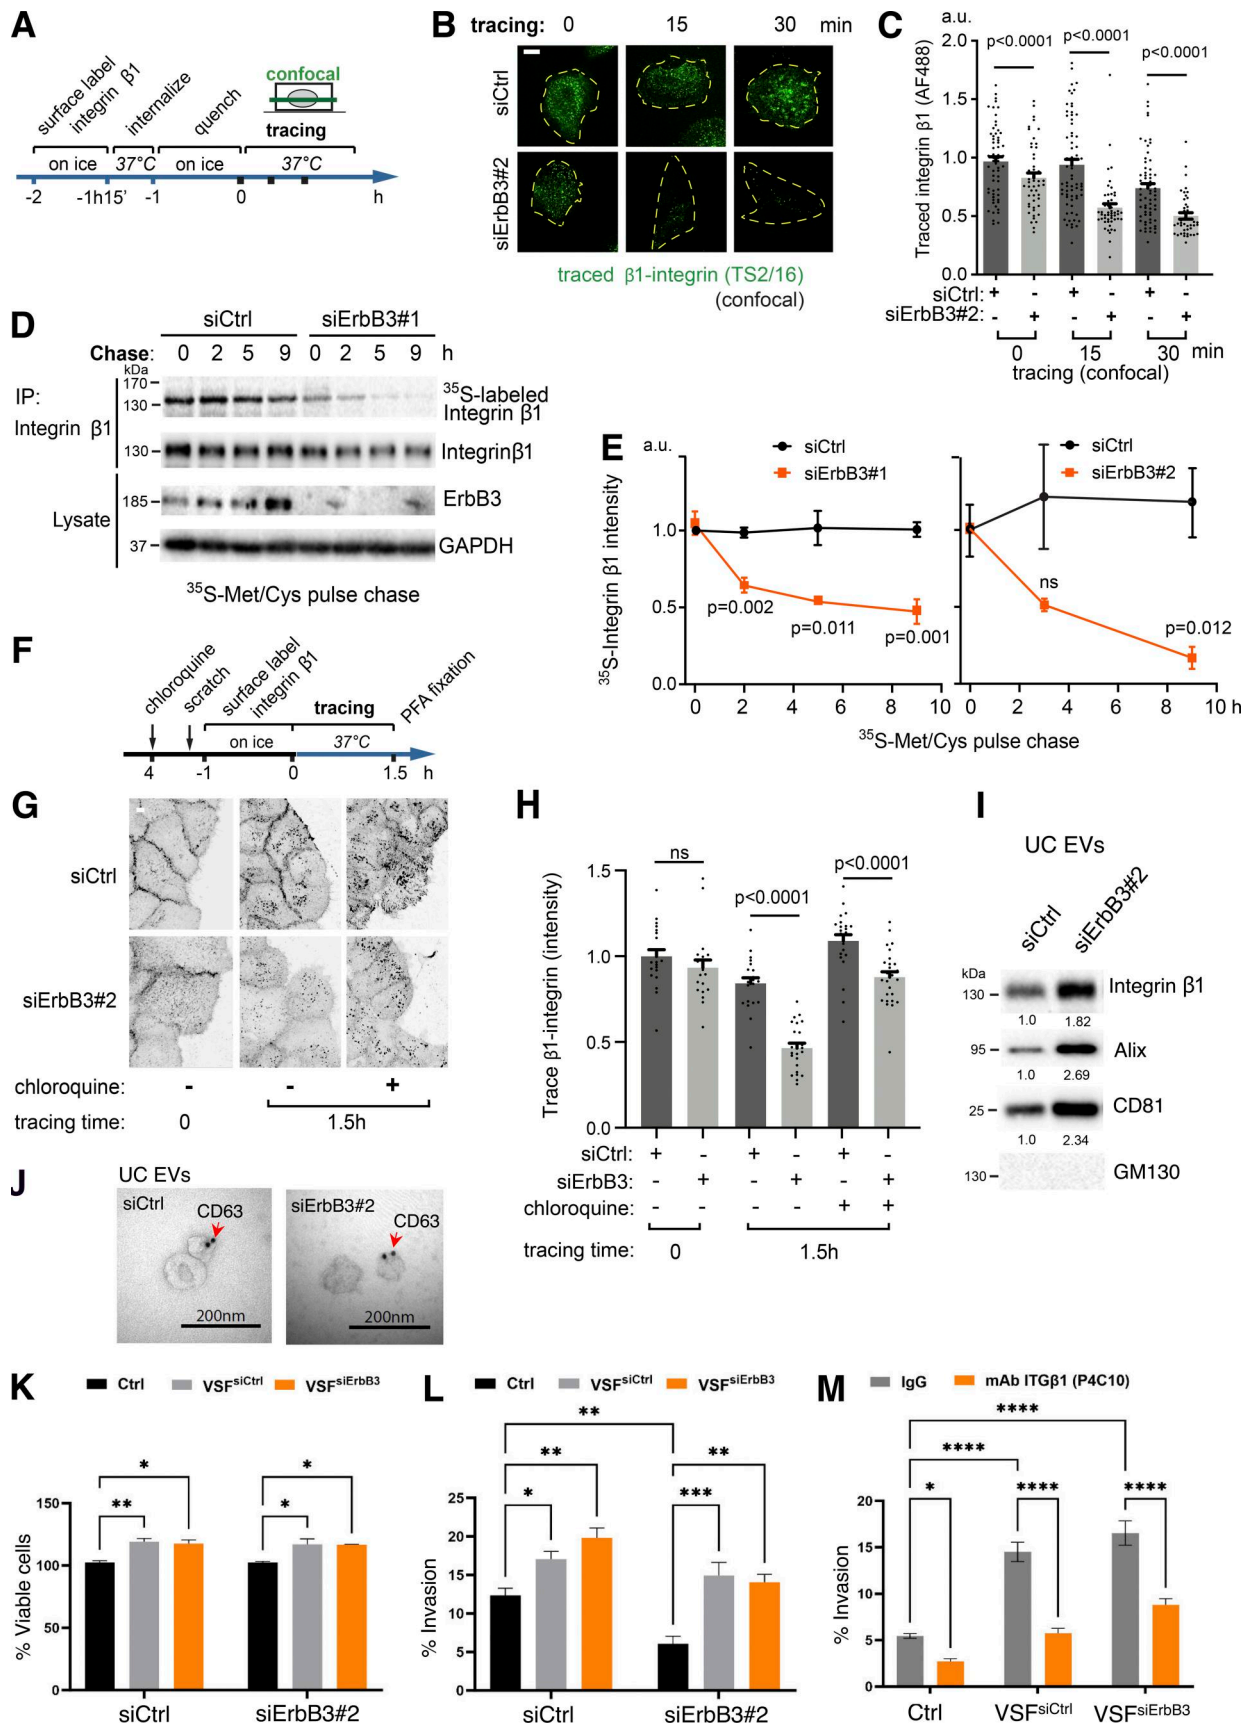 A
surface label
integrin β1
internalize
quench
confocal
tracing
on ice
37°C
on ice
37°C
-2
-1h15’
-1
0
h
B
tracing: 0 15 30 min
siCtrl
siErbB3#2
traced β1-integrin (TS2/16)
(confocal)
C
a.u.
Traced integrin β1 (AF488)
2.0
1.5
1.0
0.5
0.0
p<0.0001
p<0.0001
p<0.0001
siCtrl: + - + - + -
siErbB3#2: - + - + - +
0 15 30 min
tracing (confocal)
D
siCtrl siErbB3#1
Chase: 0 2 5 9 0 2 5 9 h
kDa
IP:
Integrin β1
170
130
35S-labeled
Integrin β1
130
Integrinβ1
Lysate
185
ErbB3
37
GAPDH
35S-Met/Cys pulse chase
E
a.u.
35S-Integrin β1 intensity
siCtrl
siErbB3#1
siCtrl
siErbB3#2
1.0
0.5
0.0
p=0.002
p=0.011
p=0.001
ns
p=0.012
0 2 4 6 8 10
0 2 4 6 8 10 h
35S-Met/Cys pulse chase
F
chloroquine
scratch
surface label
integrin β1
tracing
PFA fixation
on ice
37°C
4
-1
0
1.5
h
G
siCtrl
siErbB3#2
chloroquine: - - +
tracing time: 0 1.5h
H
Trace β1-integrin (intensity)
1.5
1.0
0.5
0.0
ns
p<0.0001
p<0.0001
siCtrl: + - + - + -
siErbB3: - + - + - +
chloroquine: - - - - + +
tracing time: 0 1.5h
I
UC EVs
siCtrl
siErbB3#2
kDa
130
Integrin β1
1.0 1.82
95
Alix
1.0 2.69
25
CD81
1.0 2.34
130
GM130
J
UC EVs
siCtrl
CD63
200nm
siErbB3#2
CD63
200nm
K
Ctrl VSFsiCtrl VSFsiErbB3
% Viable cells
150
100
50
0
**
*
*
*
siCtrl siErbB3#2
L
Ctrl VSFsiCtrl VSFsiErbB3
% Invasion
25
20
15
10
5
0
**
**
*
**
***
siCtrl siErbB3#2
M
IgG mAb ITGβ1 (P4C10)
% Invasion
20
15
10
5
0
****
****
*
****
****
Ctrl VSFsiCtrl VSFsiErbB3